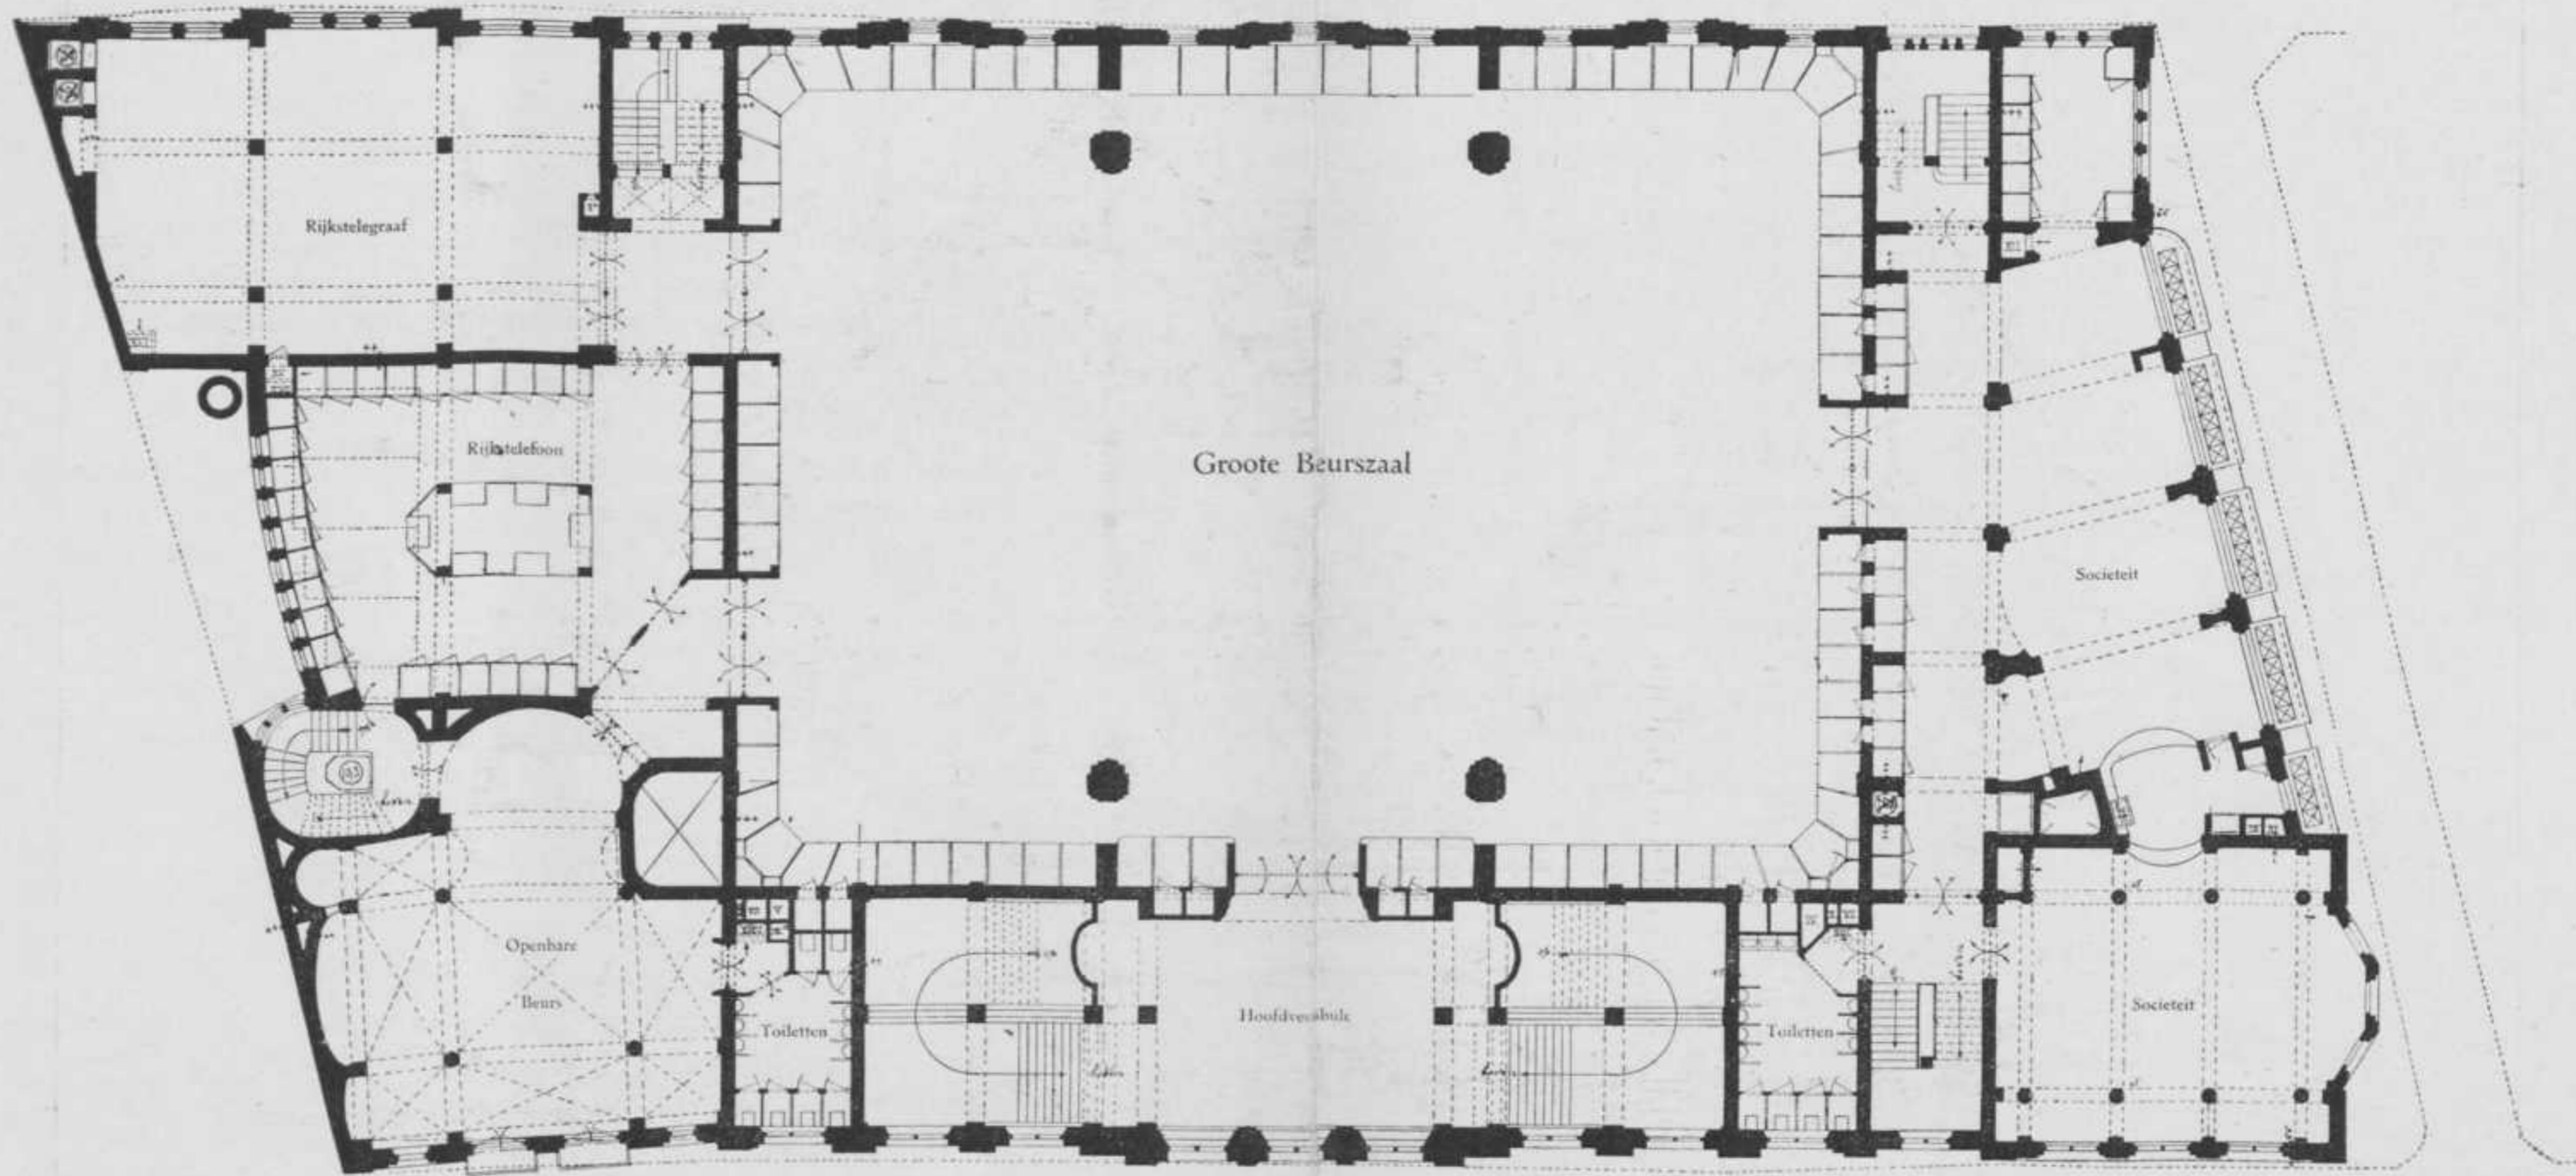 Rijkstelegraaf
Rijkstelefoon
Groote Beurszaal
Societeit
Openbare
Beurs
Toiletten
Hoofdvestibule
Toiletten
Societeit